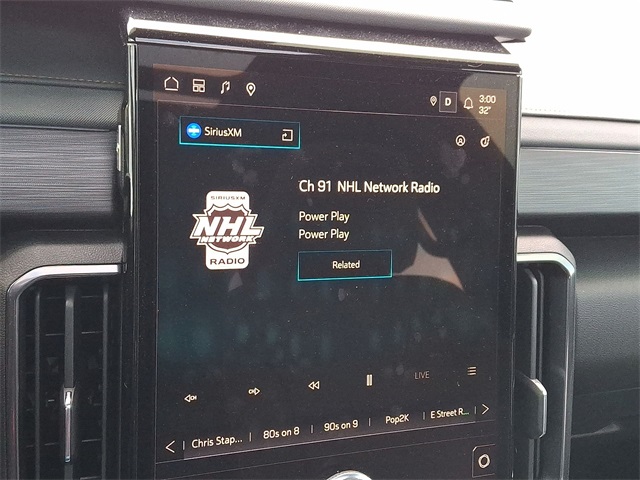 D
3:00
32°
SiriusXM
Ch 91 NHL Network Radio
SIRIUSXM
NHL
NETWORK
RADIO
Power Play
Power Play
Related
LIVE
Chris Stap... 80s on 8 90s on 9 Pop2K E Street R...